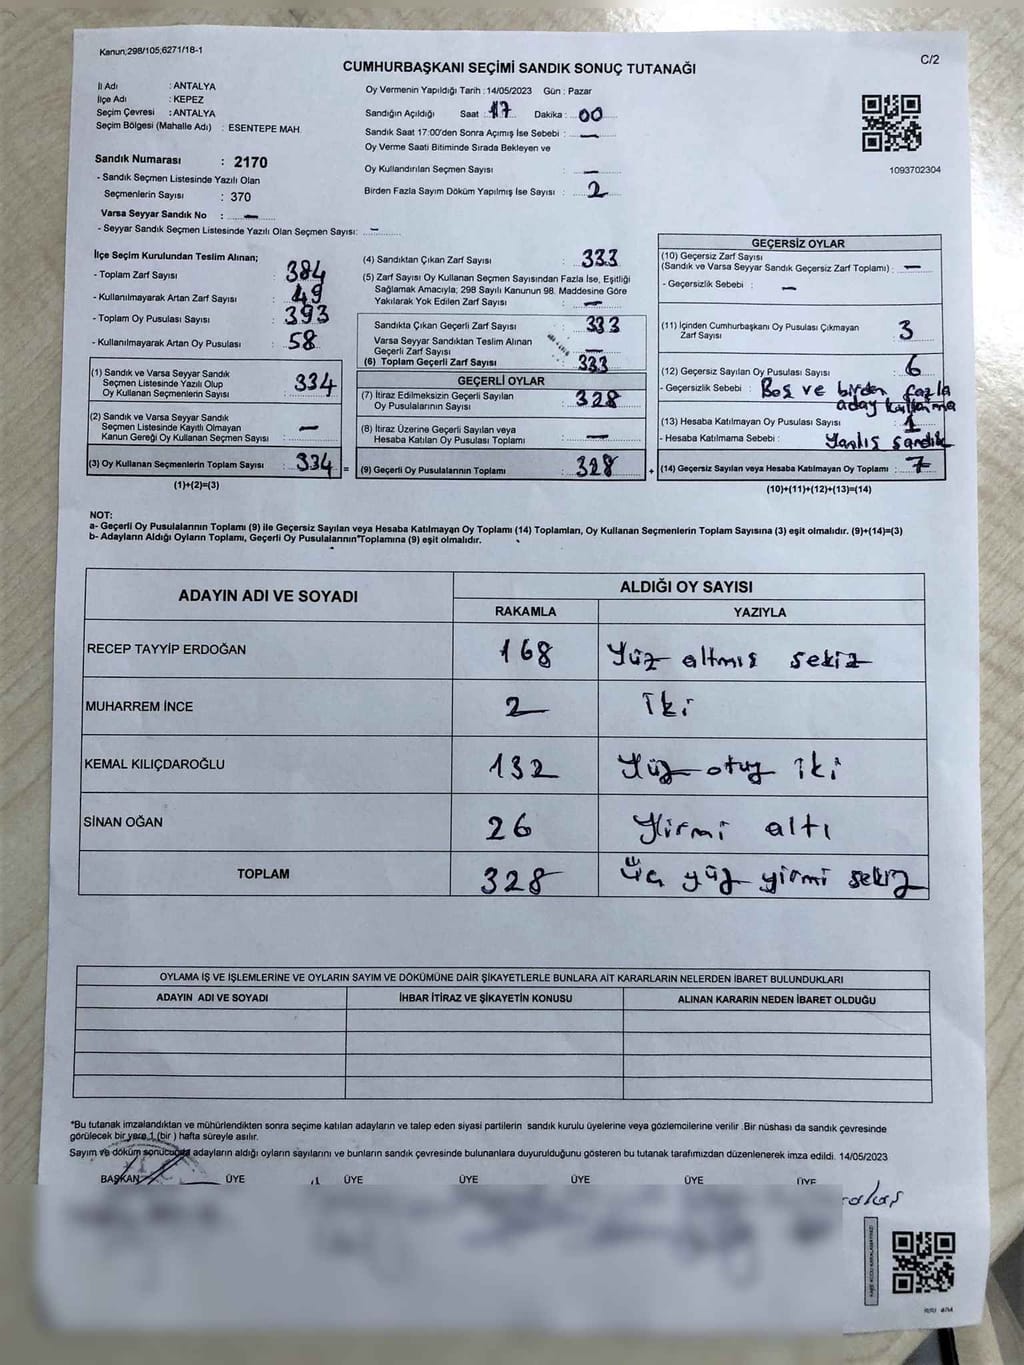 Kanun;298/105;6271/18-1
C/2
CUMHURBAŞKANI SEÇİMİ SANDIK SONUÇ TUTANAĞI
İl Adı : ANTALYA
İlçe Adı : KEPEZ
Seçim Çevresi : ANTALYA
Seçim Bölgesi (Mahalle Adı) : ESENTEPE MAH.
Sandık Numarası : 2170
- Sandık Seçmen Listesinde Yazılı Olan
Seçmenlerin Sayısı : 370
Varsa Seyyar Sandık No : —
- Seyyar Sandık Seçmen Listesinde Yazılı Olan Seçmen Sayısı: —
Oy Vermenin Yapıldığı Tarih : 14/05/2023 Gün : Pazar
Sandığın Açıldığı Saat 17 Dakika : 00
Sandık Saat 17:00'den Sonra Açımış İse Sebebi : —
Oy Verme Saati Bitiminde Sırada Bekleyen ve
Oy Kullandırılan Seçmen Sayısı : —
Birden Fazla Sayım Döküm Yapılmış İse Sayısı : 2
1093702304
İlçe Seçim Kurulundan Teslim Alınan;
- Toplam Zarf Sayısı : 384
- Kullanılmayarak Artan Zarf Sayısı : 49
- Toplam Oy Pusulası Sayısı : 393
- Kullanılmayarak Artan Oy Pusulası : 58
(1) Sandık ve Varsa Seyyar Sandık
Seçmen Listesinde Yazılı Olup
Oy Kullanan Seçmenlerin Sayısı : 334
(2) Sandık ve Varsa Seyyar Sandık
Seçmen Listesinde Kayıtlı Olmayan
Kanun Gereği Oy Kullanan Seçmen Sayısı : —
(3) Oy Kullanan Seçmenlerin Toplam Sayısı : 334 =
(1)+(2)=(3)
(4) Sandıktan Çıkan Zarf Sayısı : 333
(5) Zarf Sayısı Oy Kullanan Seçmen Sayısından Fazla İse, Eşitliği
Sağlamak Amacıyla; 298 Sayılı Kanunun 98. Maddesine Göre
Yakılarak Yok Edilen Zarf Sayısı : —
Sandıkta Çıkan Geçerli Zarf Sayısı : 333
Varsa Seyyar Sandıktan Teslim Alınan
Geçerli Zarf Sayısı : —
(6) Toplam Geçerli Zarf Sayısı : 333
GEÇERLİ OYLAR
(7) İtiraz Edilmeksizin Geçerli Sayılan
Oy Pusulalarının Sayısı : 328
(8) İtiraz Üzerine Geçerli Sayılan veya
Hesaba Katılan Oy Pusulası Toplamı : —
(9) Geçerli Oy Pusulalarının Toplamı : 328 +
GEÇERSİZ OYLAR
(10) Geçersiz Zarf Sayısı
(Sandık ve Varsa Seyyar Sandık Geçersiz Zarf Toplamı) : —
- Geçersizlik Sebebi : —
(11) İçinden Cumhurbaşkanı Oy Pusulası Çıkmayan
Zarf Sayısı : 3
(12) Geçersiz Sayılan Oy Pusulası Sayısı : 6
- Geçersizlik Sebebi : Boş ve birden fazla
aday kullanma
(13) Hesaba Katılmayan Oy Pusulası Sayısı : 1
- Hesaba Katılmama Sebebi : Yanlış sandık
(14) Geçersiz Sayılan veya Hesaba Katılmayan Oy Toplamı : 7
(10)+(11)+(12)+(13)=(14)
NOT:
a- Geçerli Oy Pusulalarının Toplamı (9) ile Geçersiz Sayılan veya Hesaba Katılmayan Oy Toplamı (14) Toplamları, Oy Kullanan Seçmenlerin Toplam Sayısına (3) eşit olmalıdır. (9)+(14)=(3)
b- Adayların Aldığı Oyların Toplamı, Geçerli Oy Pusulalarının Toplamına (9) eşit olmalıdır.
ADAYIN ADI VE SOYADI
ALDIĞI OY SAYISI
RAKAMLA YAZIYLA
RECEP TAYYİP ERDOĞAN 168 Yüz altmış sekiz
MUHARREM İNCE 2 İki
KEMAL KILIÇDAROĞLU 132 Yüz otuz iki
SİNAN OĞAN 26 Yirmi altı
TOPLAM 328 Üç yüz yirmi sekiz
OYLAMA İŞ VE İŞLEMLERİNE VE OYLARIN SAYIM VE DÖKÜMÜNE DAİR ŞİKAYETLERLE BUNLARA AİT KARARLARIN NELERDEN İBARET BULUNDUKLARI
ADAYIN ADI VE SOYADI İHBAR İTİRAZ VE ŞİKAYETİN KONUSU ALINAN KARARIN NEDEN İBARET OLDUĞU
*Bu tutanak imzalandıktan ve mühürlendikten sonra seçime katılan adayların ve talep eden siyasi partilerin sandık kurulu üyelerine veya gözlemcilerine verilir .Bir nüshası da sandık çevresinde
görülecek bir yere 1 (bir ) hafta süreyle asılır.
Sayım ve döküm sonucunda adayların aldığı oyların sayılarını ve bunların sandık çevresinde bulunanlara duyurulduğunu gösteren bu tutanak tarafımızdan düzenlenerek imza edildi. 14/05/2023
BAŞKAN ÜYE ÜYE ÜYE ÜYE ÜYE ÜYE